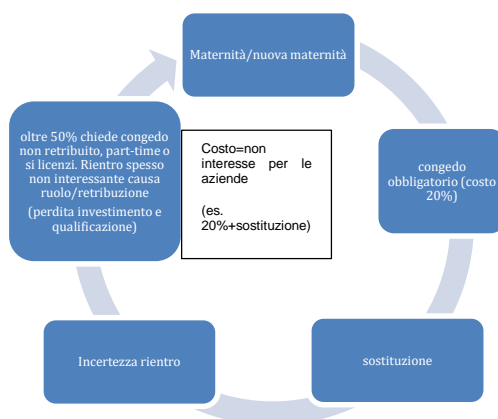 Maternità/nuova maternità
oltre 50% chiede congedo
non retribuito, part-time o
si licenzi. Rientro spesso
non interessante causa
ruolo/retribuzione
(perdita investimento e
qualificazione)
Costo=non
interesse per le
aziende
(es.
20%+sostituzione)
congedo
obbligatorio (costo
20%)
Incertezza rientro
sostituzione